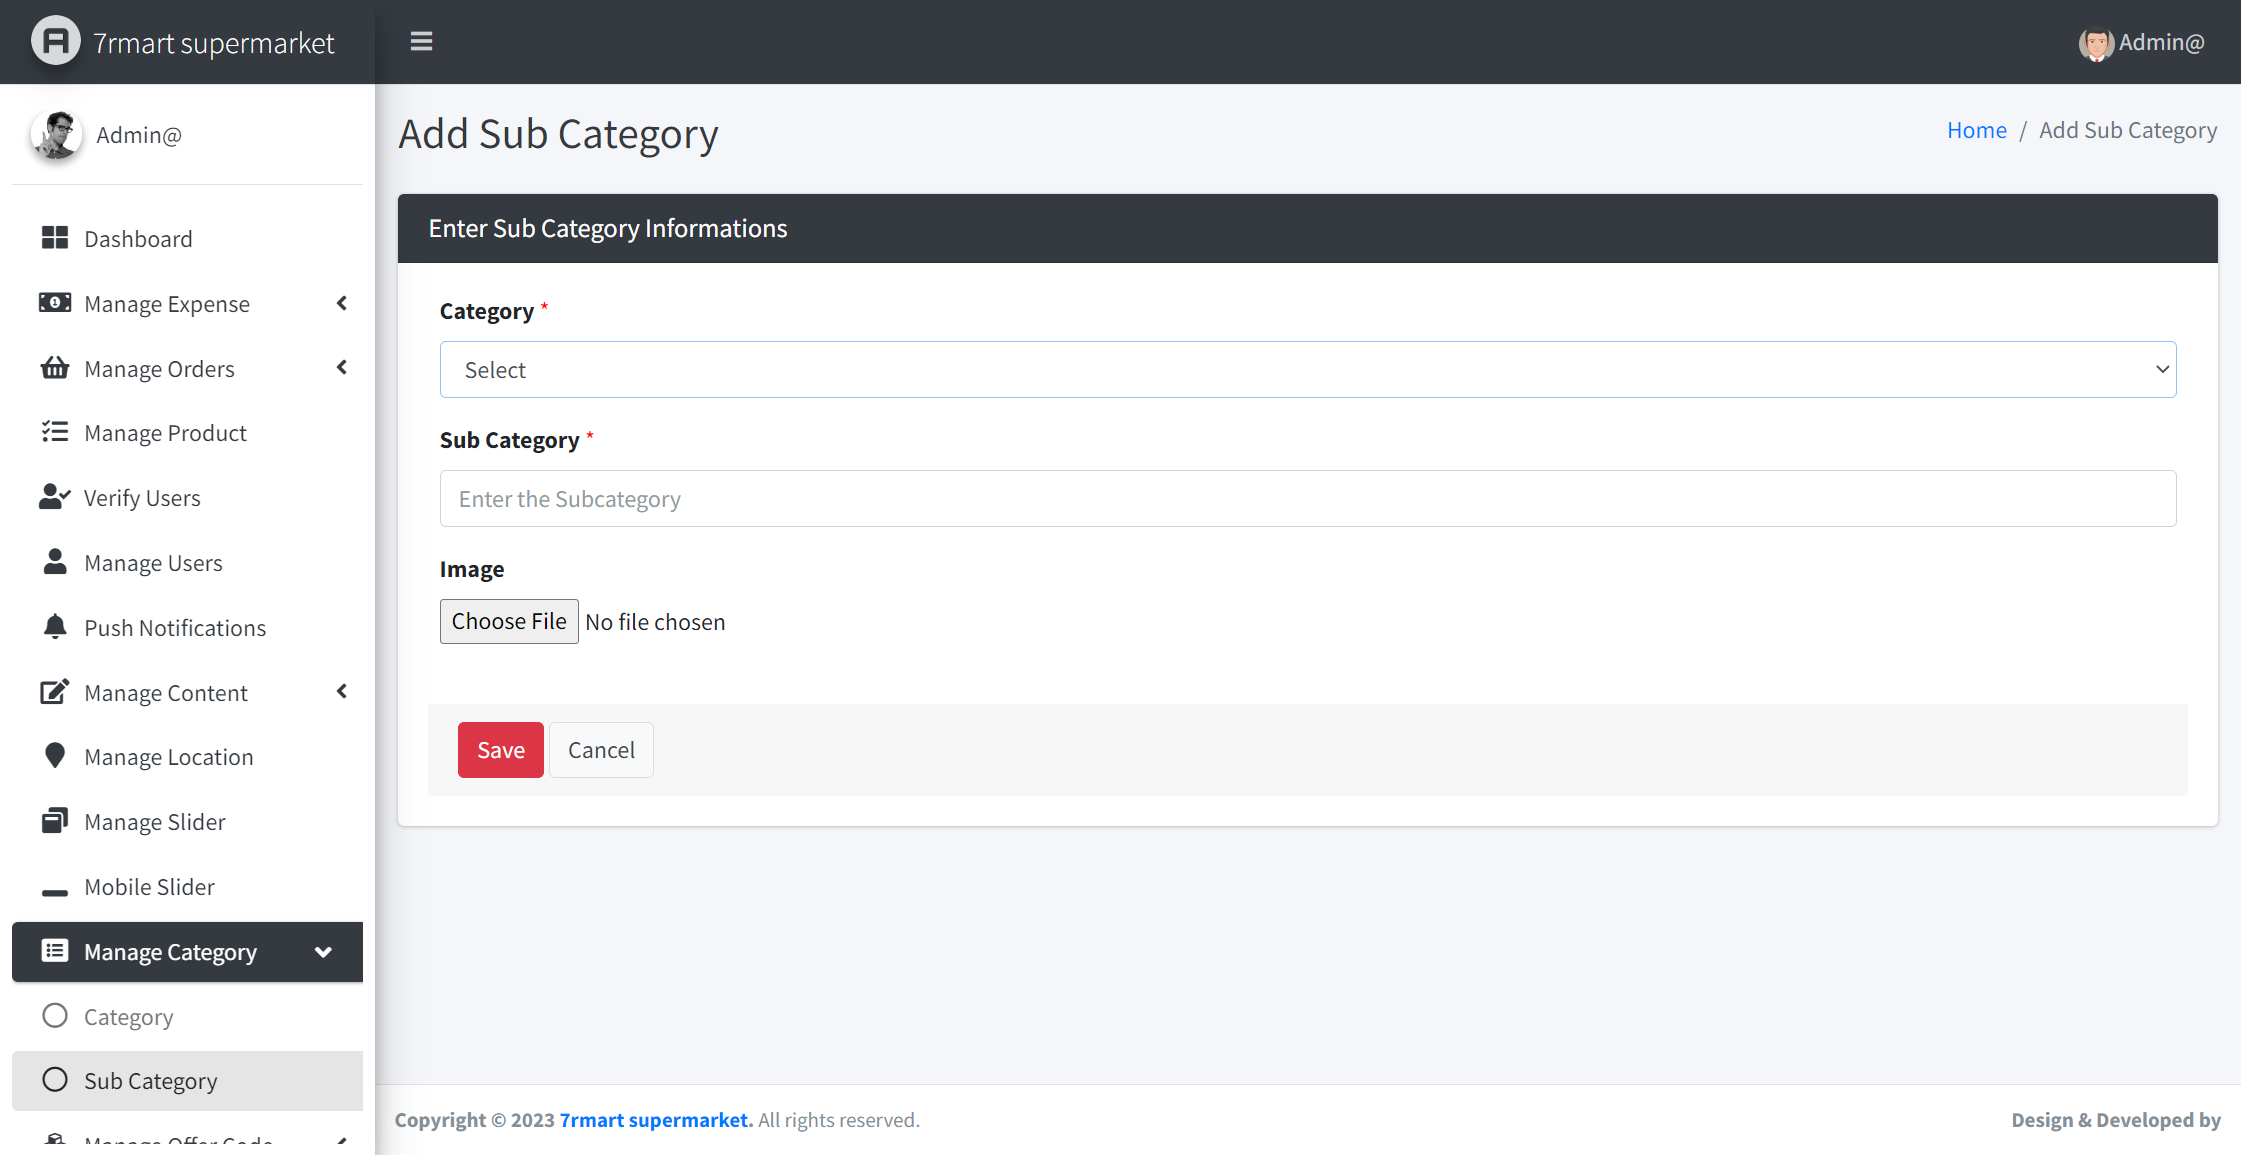 7rmart supermarket
Admin@
Admin@
Add Sub Category
Home / Add Sub Category
Dashboard
Manage Expense
Manage Orders
Manage Product
Verify Users
Manage Users
Push Notifications
Manage Content
Manage Location
Manage Slider
Mobile Slider
Manage Category
Category
Sub Category
Manage Offer Code
Enter Sub Category Informations
Category *
Select
Sub Category *
Enter the Subcategory
Image
Choose File No file chosen
Save Cancel
Copyright © 2023 7rmart supermarket. All rights reserved.
Design & Developed by